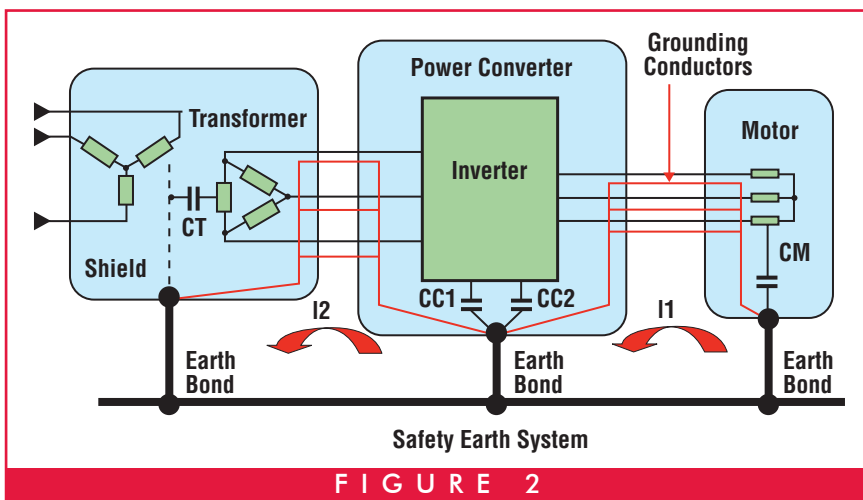 Grounding
Conductors
Power Converter
Transformer
Motor
Inverter
CT
Shield
CM
CC1
CC2
I2
I1
Earth
Bond
Earth
Bond
Earth
Bond
Safety Earth System
FIGURE 2